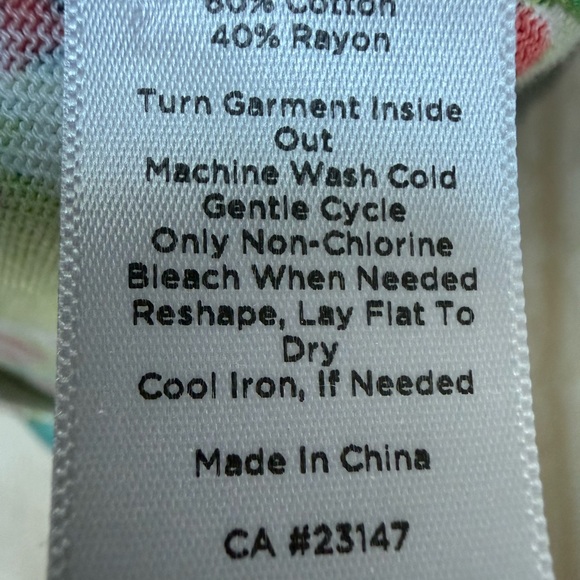 60% Cotton
40% Rayon
Turn Garment Inside
Out
Machine Wash Cold
Gentle Cycle
Only Non-Chlorine
Bleach When Needed
Reshape, Lay Flat To
Dry
Cool Iron, If Needed
Made In China
CA #23147